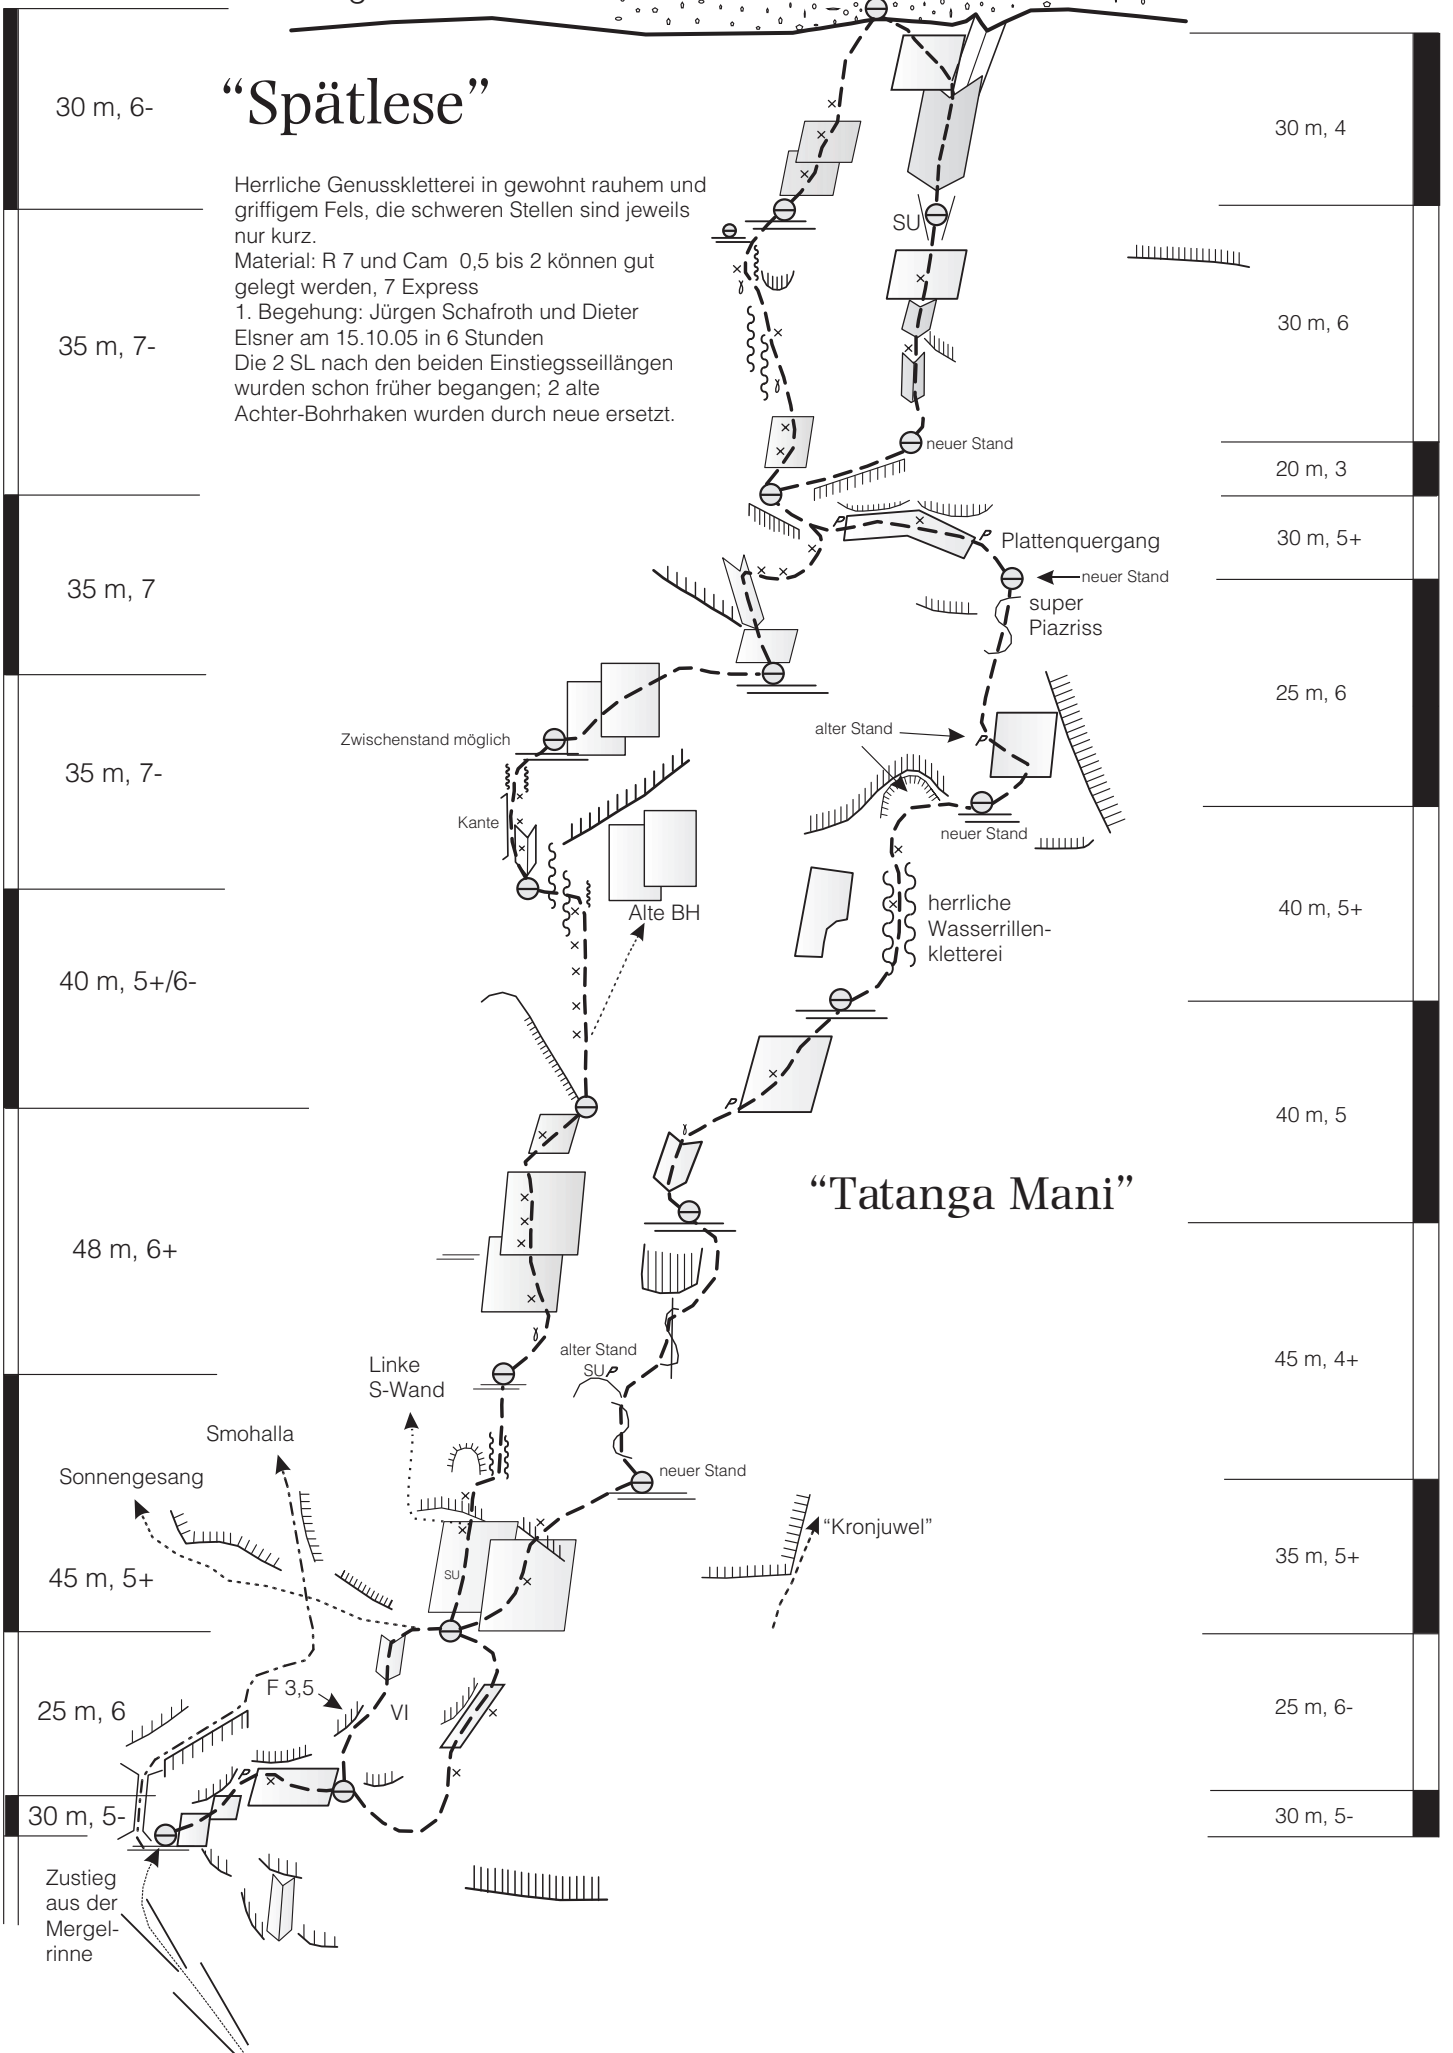 “Spätlese”
Herrliche Genusskletterei in gewohnt rauhem und
griffigem Fels, die schweren Stellen sind jeweils
nur kurz.
Material: R 7 und Cam 0,5 bis 2 können gut
gelegt werden, 7 Express
1. Begehung: Jürgen Schafroth und Dieter
Elsner am 15.10.05 in 6 Stunden
Die 2 SL nach den beiden Einstiegsseillängen
wurden schon früher begangen; 2 alte
Achter-Bohrhaken wurden durch neue ersetzt.
30 m, 6-
35 m, 7-
35 m, 7
35 m, 7-
40 m, 5+/6-
48 m, 6+
45 m, 5+
25 m, 6
30 m, 5-
SU
neuer Stand
P
P
Plattenquergang
neuer Stand
super
Piazriss
Zwischenstand möglich
alter Stand
P
Kante
neuer Stand
Alte BH
herrliche
Wasserrillen-
kletterei
P
“Tatanga Mani”
alter Stand
SU P
Linke
S-Wand
Smohalla
Sonnengesang
neuer Stand
“Kronjuwel”
SU
F 3,5
VI
P
Zustieg
aus der
Mergel-
rinne
30 m, 4
30 m, 6
20 m, 3
30 m, 5+
25 m, 6
40 m, 5+
40 m, 5
45 m, 4+
35 m, 5+
25 m, 6-
30 m, 5-